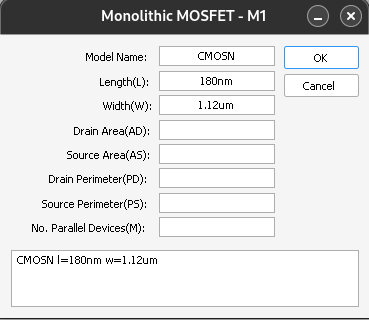 Monolithic MOSFET - M1
Model Name: CMOSN OK
Length(L): 180nm Cancel
Width(W): 1.12um
Drain Area(AD):
Source Area(AS):
Drain Perimeter(PD):
Source Perimeter(PS):
No. Parallel Devices(M):
CMOSN l=180nm w=1.12um